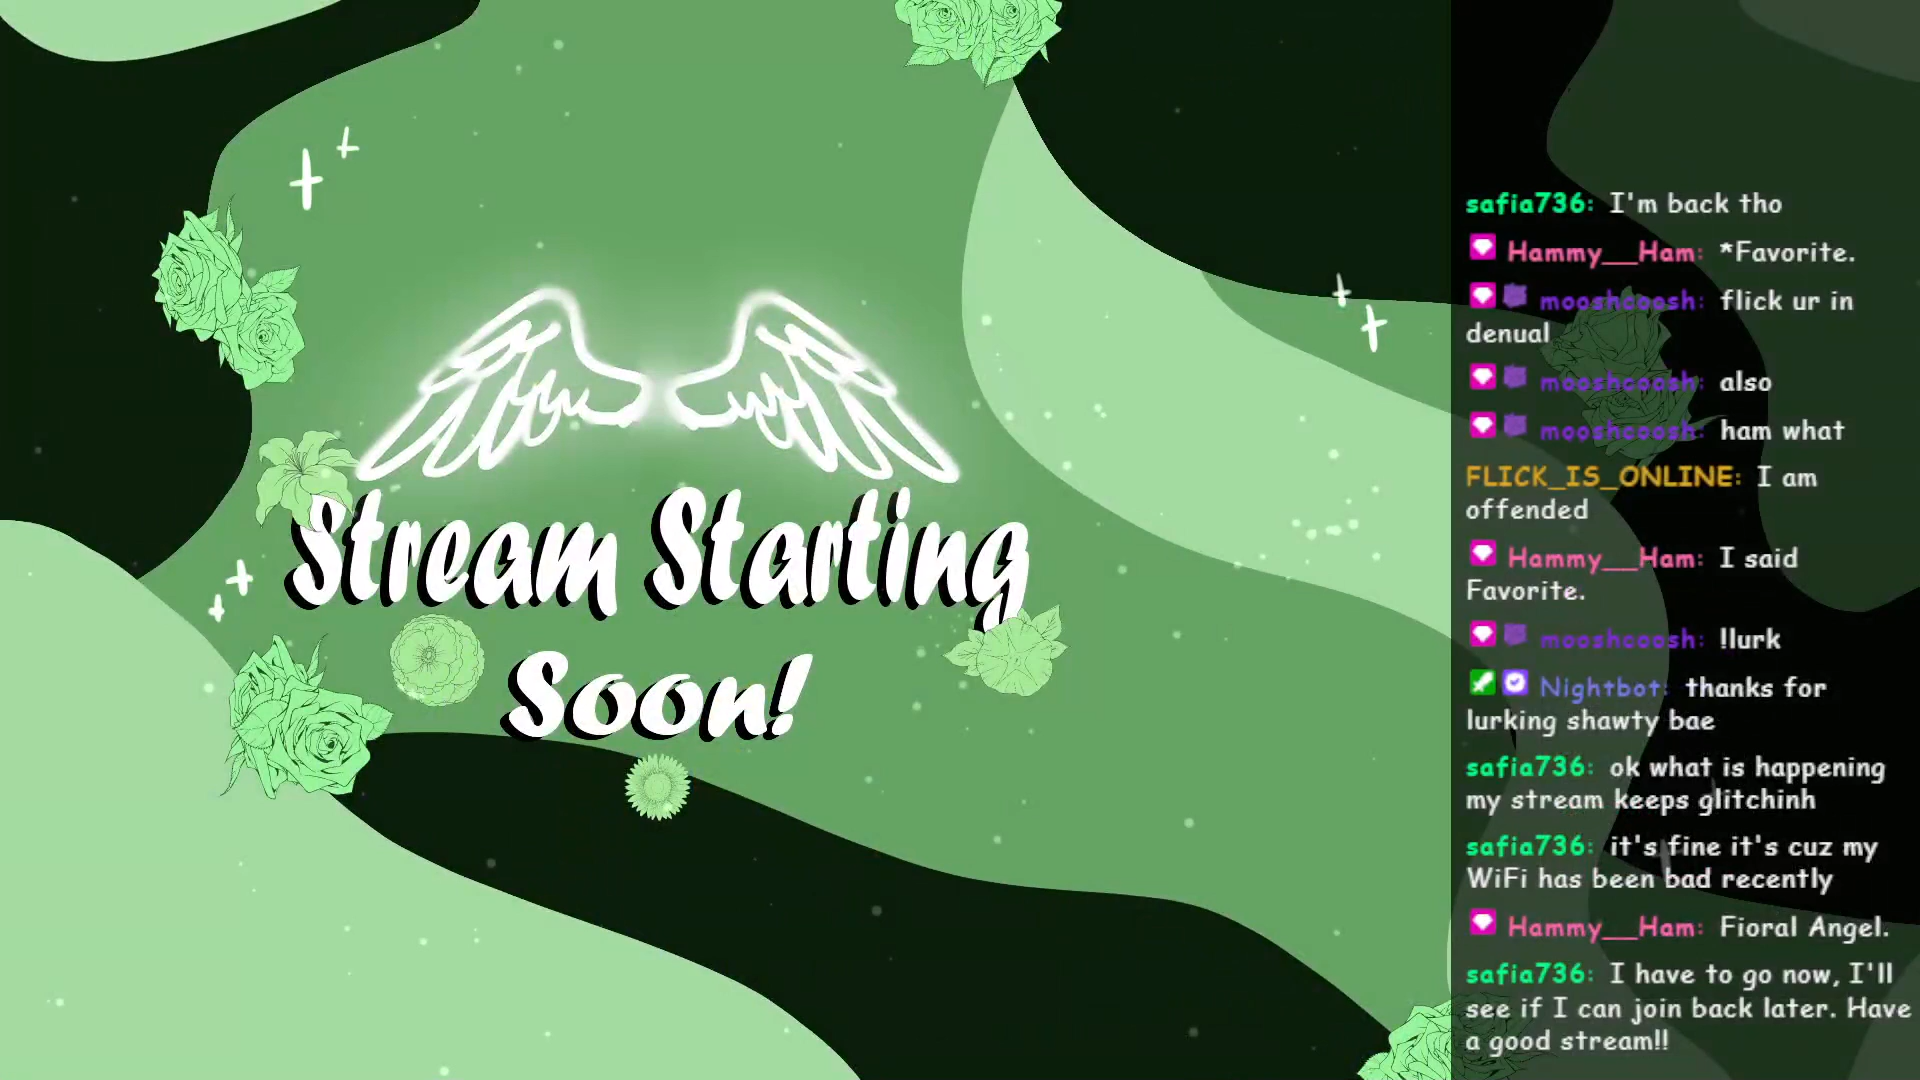 Stream Starting
Soon!
safia736: I'm back tho
Hammy__Ham: *Favorite.
mooshcoosh: flick ur in
denual
mooshcoosh: also
mooshcoosh: ham what
FLICK_IS_ONLINE: I am
offended
Hammy__Ham: I said
Favorite.
mooshcoosh: !lurk
Nightbot: thanks for
lurking shawty bae
safia736: ok what is happening
my stream keeps glitchinh
safia736: it's fine it's cuz my
WiFi has been bad recently
Hammy__Ham: Fioral Angel.
safia736: I have to go now, I'll
see if I can join back later. Have
a good stream!!